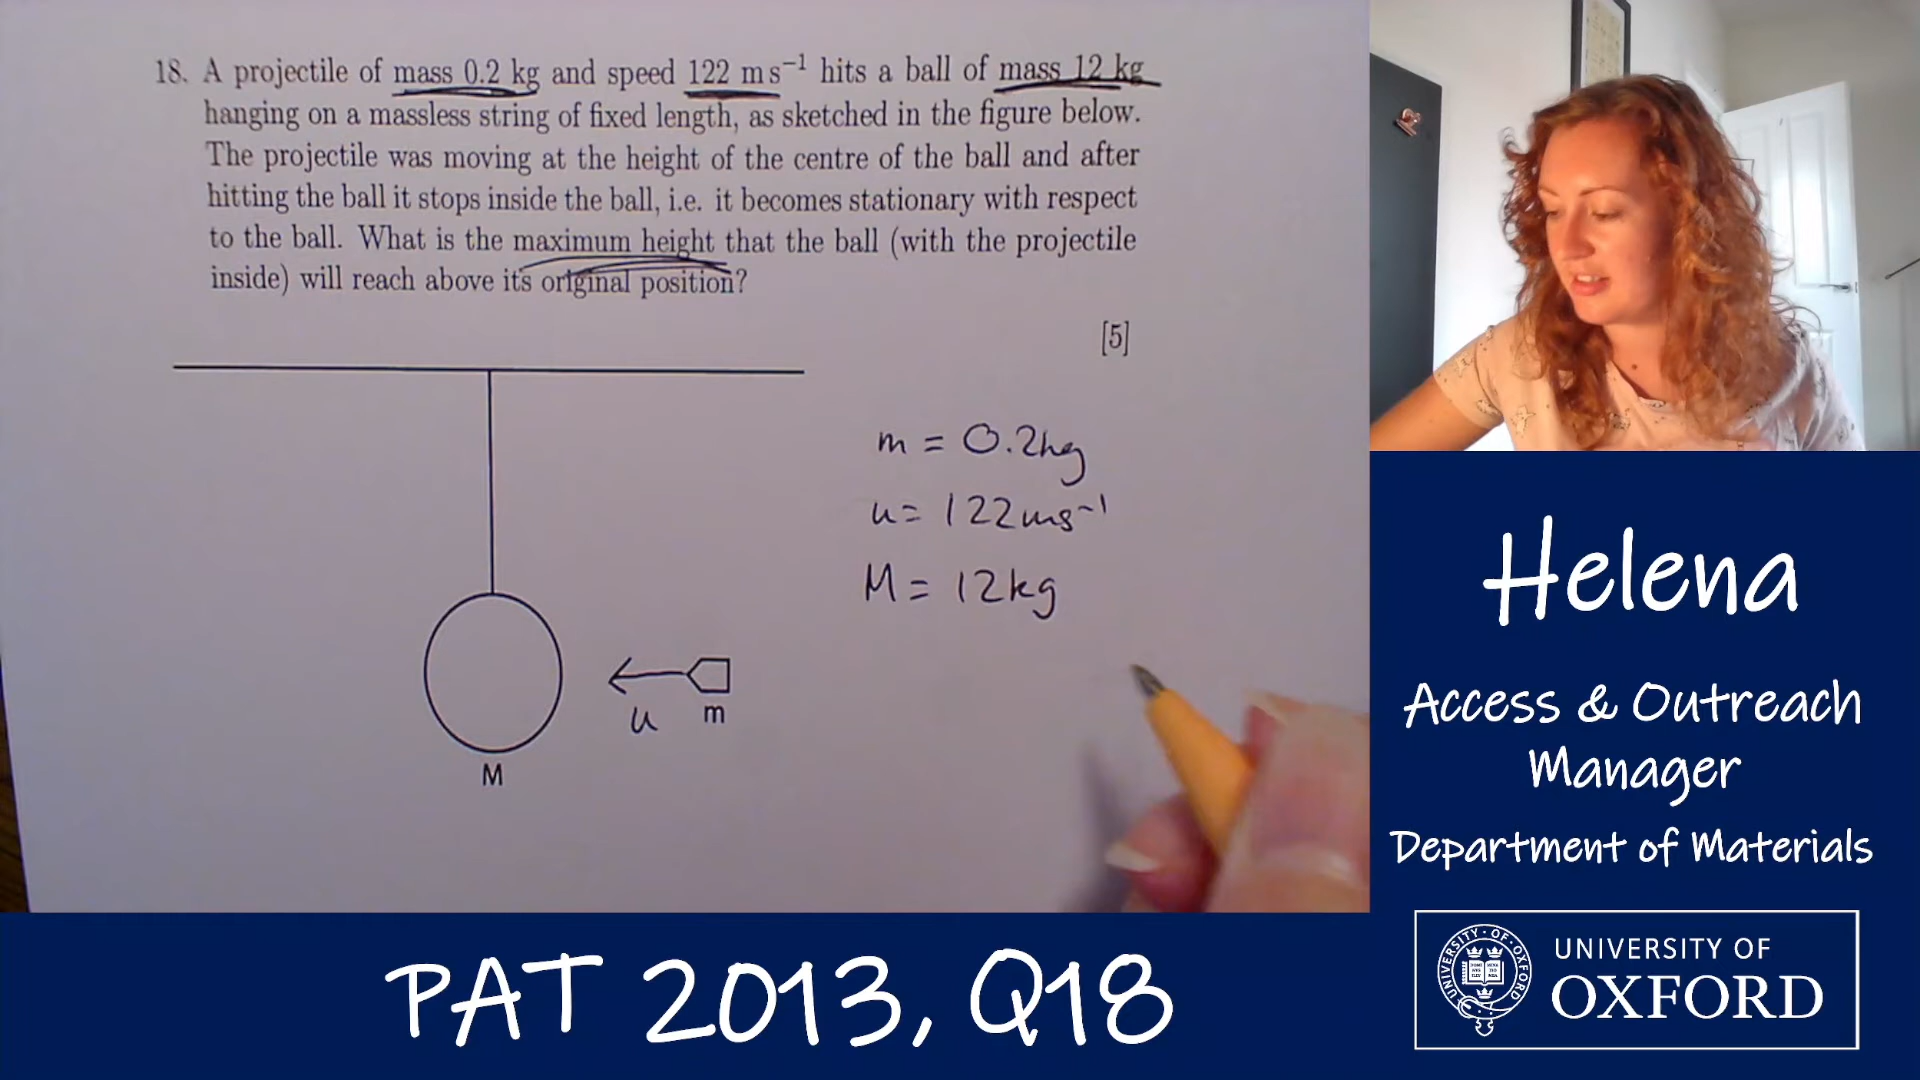 18. A projectile of mass 0.2 kg and speed 122 m s⁻¹ hits a ball of mass 12 kg
hanging on a massless string of fixed length, as sketched in the figure below.
The projectile was moving at the height of the centre of the ball and after
hitting the ball it stops inside the ball, i.e. it becomes stationary with respect
to the ball. What is the maximum height that the ball (with the projectile
inside) will reach above its original position?
[5]
m = 0.2kg
u = 122ms⁻¹
M = 12kg
u
m
M
Helena
Access & Outreach
Manager
Department of Materials
UNIVERSITY OF
OXFORD
PAT 2013, Q18